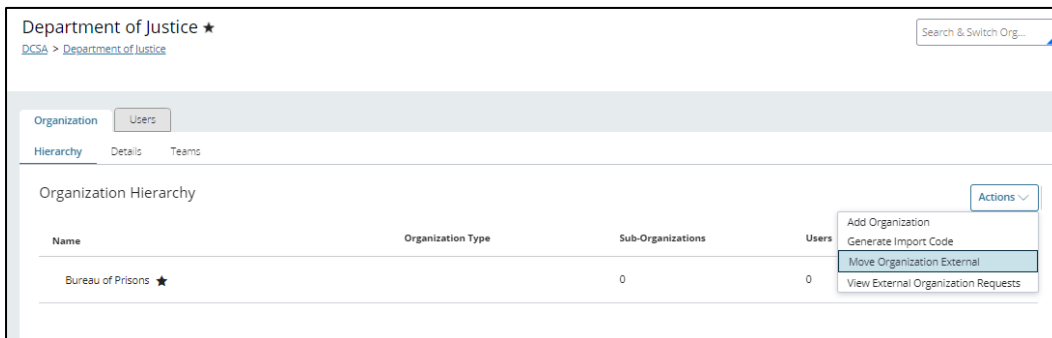 Department of Justice ★
Search & Switch Org...
DCSA > Department of Justice
Organization Users
Hierarchy Details Teams
Organization Hierarchy
Actions
Add Organization
Generate Import Code
Move Organization External
View External Organization Requests
Name Organization Type Sub-Organizations Users
Bureau of Prisons ★ 0 0